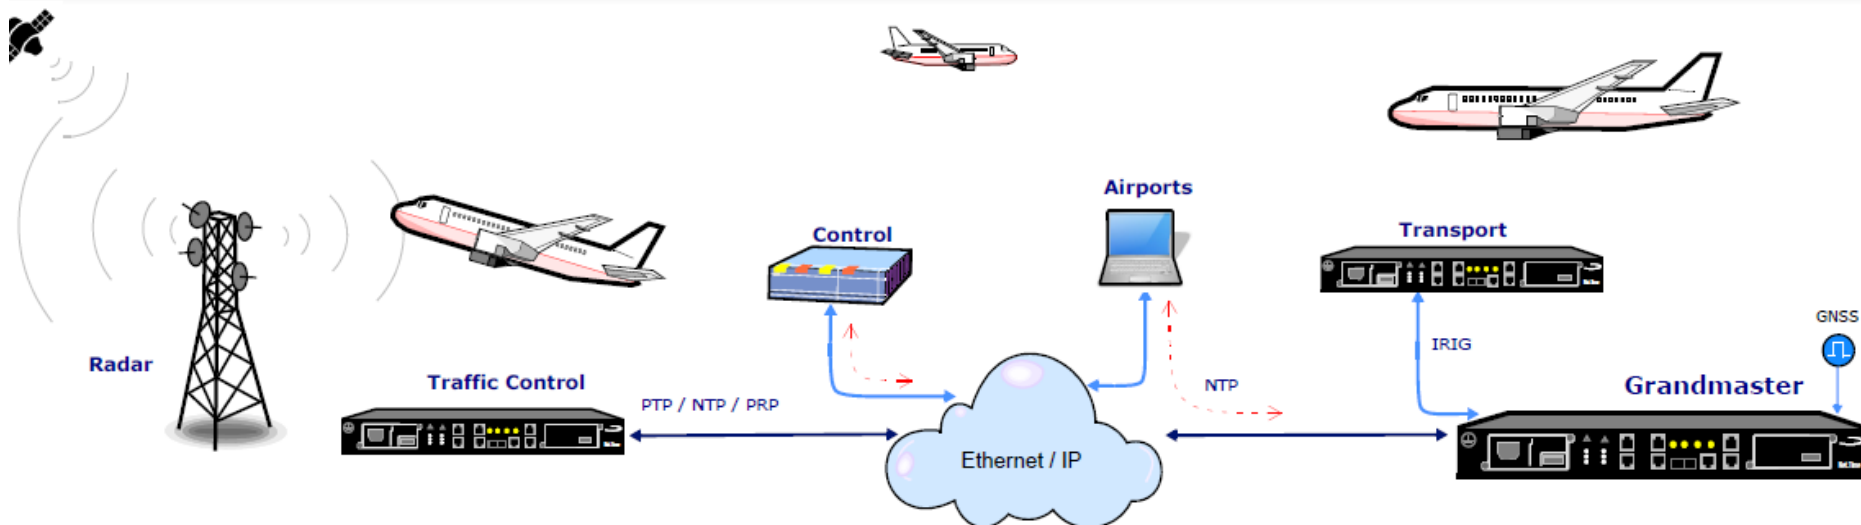 Airports
Control
Transport
GNSS
IRIG
Radar
Traffic Control
NTP
Grandmaster
PTP / NTP / PRP
Ethernet / IP